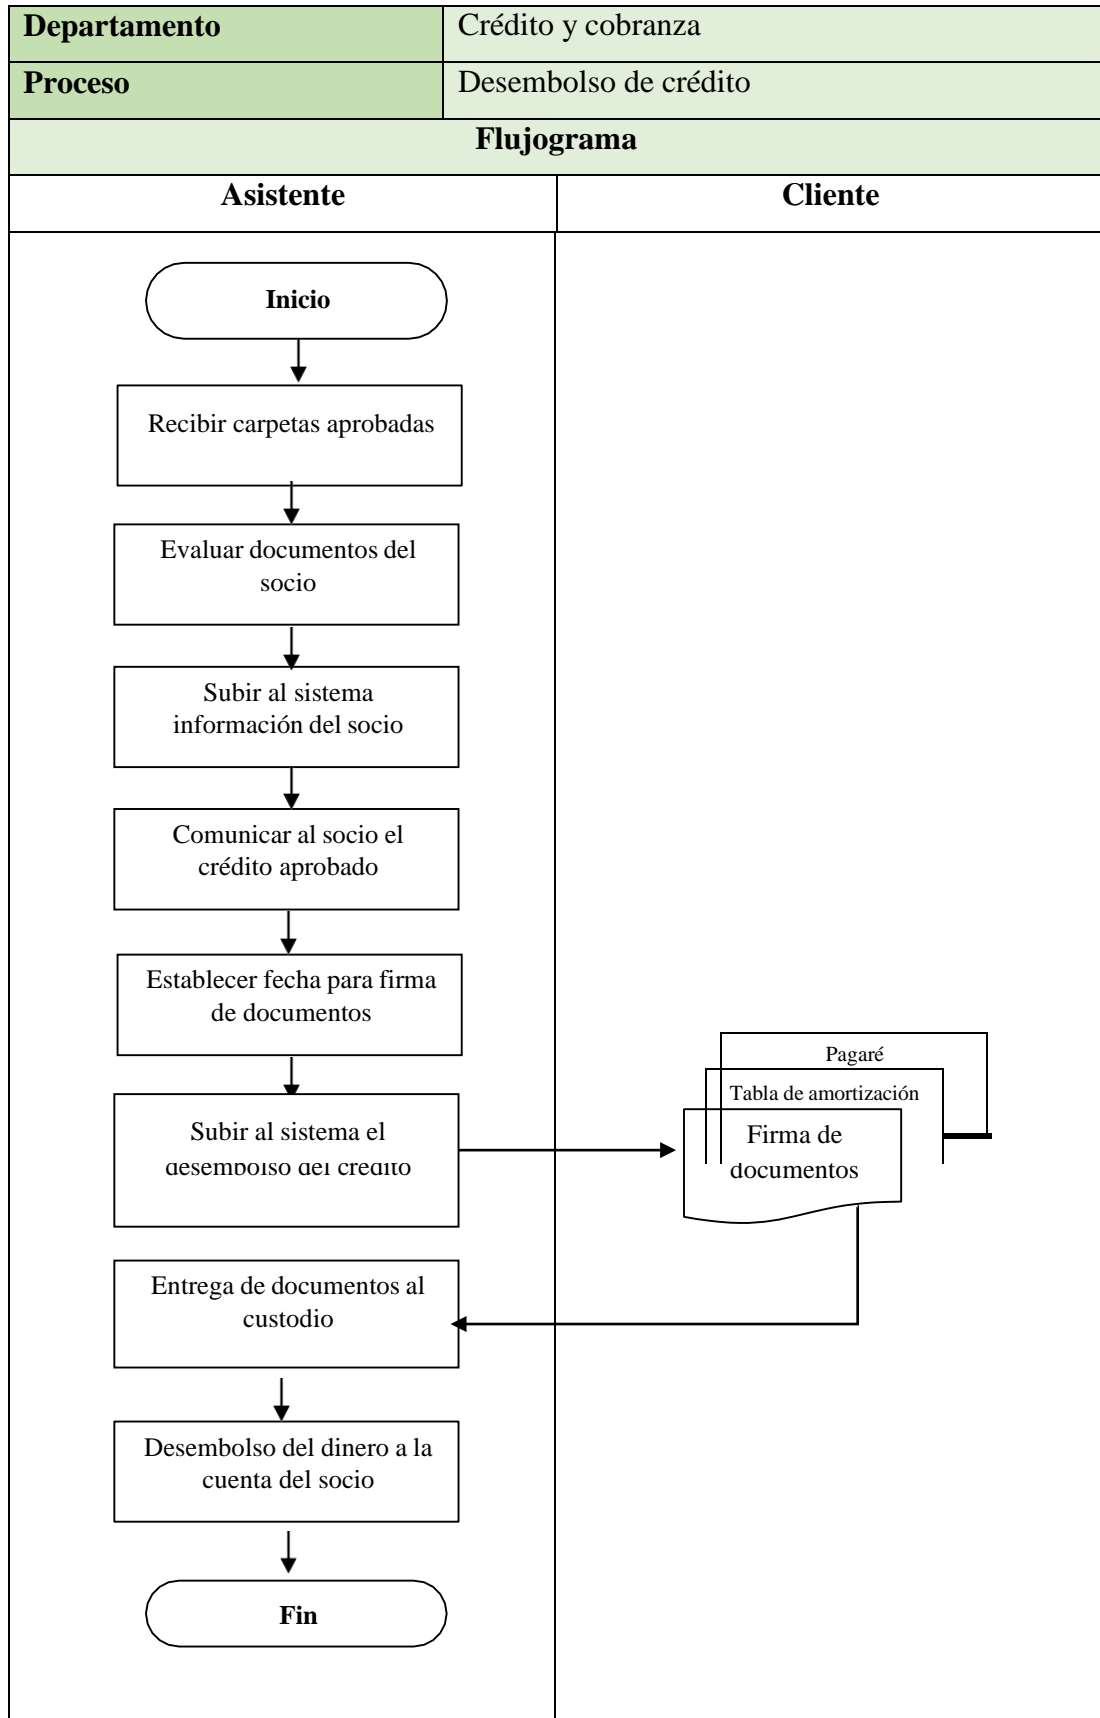 Departamento Crédito y cobranza
Proceso Desembolso de crédito
Flujograma
Asistente Cliente
Inicio
Recibir carpetas aprobadas
Evaluar documentos del
socio
Subir al sistema
información del socio
Comunicar al socio el
crédito aprobado
Establecer fecha para firma
de documentos
Subir al sistema el
desembolso del crédito
Pagaré
Tabla de amortización
Firma de
documentos
Entrega de documentos al
custodio
Desembolso del dinero a la
cuenta del socio
Fin